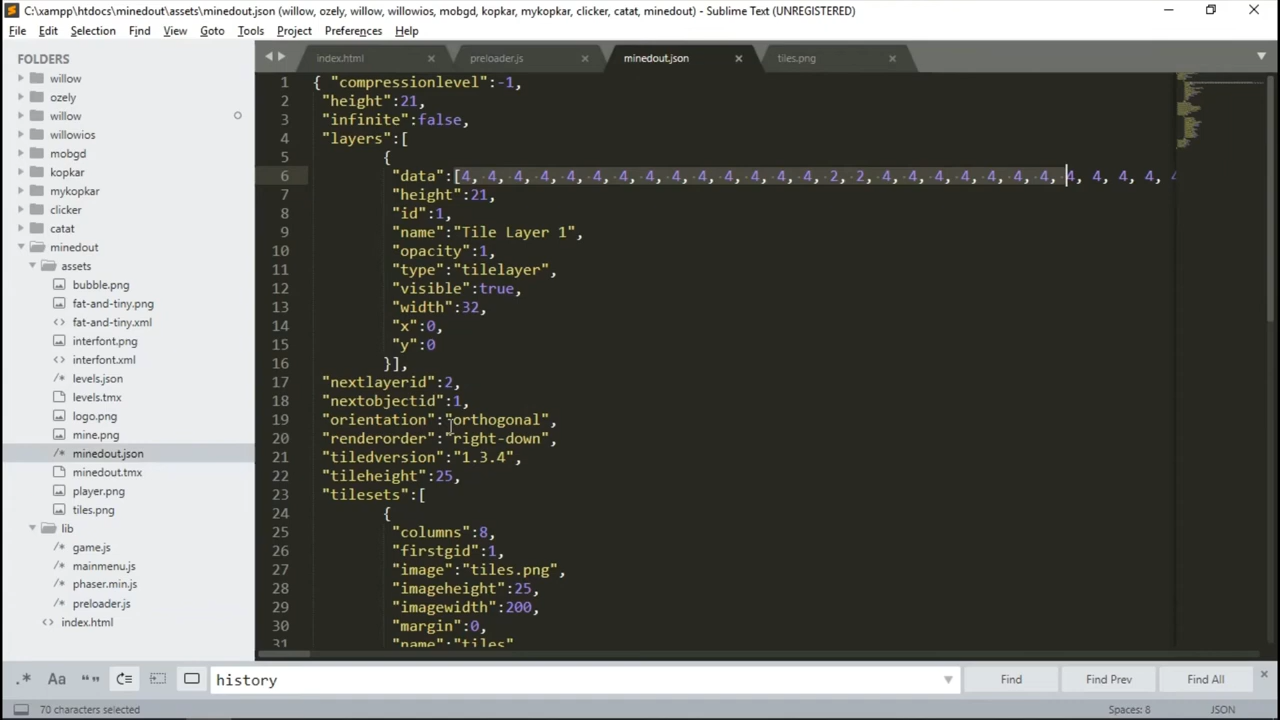 C:\xampp\htdocs\minedout\assets\minedout.json (willow, ozely, willow, willowios, mobgd, kopkar, mykopkar, clicker, catat, minedout) - Sublime Text (UNREGISTERED)
File Edit Selection Find View Goto Tools Project Preferences Help
FOLDERS
willow
ozely
willow
willowios
mobgd
kopkar
mykopkar
clicker
catat
minedout
assets
bubble.png
fat-and-tiny.png
fat-and-tiny.xml
interfont.png
interfont.xml
levels.json
levels.tmx
logo.png
mine.png
minedout.json
minedout.tmx
player.png
tiles.png
lib
game.js
mainmenu.js
phaser.min.js
preloader.js
index.html
index.html preloader.js minedout.json tiles.png
1 { "compressionlevel":-1,
2 "height":21,
3 "infinite":false,
4 "layers":[
5 {
6 "data":[4, 4, 4, 4, 4, 4, 4, 4, 4, 4, 4, 4, 4, 4, 2, 2, 4, 4, 4, 4, 4, 4, 4, 4, 4, 4, 4, 4
7 "height":21,
8 "id":1,
9 "name":"Tile Layer 1",
10 "opacity":1,
11 "type":"tilelayer",
12 "visible":true,
13 "width":32,
14 "x":0,
15 "y":0
16 }],
17 "nextlayerid":2,
18 "nextobjectid":1,
19 "orientation":"orthogonal",
20 "renderorder":"right-down",
21 "tiledversion":"1.3.4",
22 "tileheight":25,
23 "tilesets":[
24 {
25 "columns":8,
26 "firstgid":1,
27 "image":"tiles.png",
28 "imageheight":25,
29 "imagewidth":200,
30 "margin":0,
31 "name":"tiles"
.* Aa “ ” history Find Find Prev Find All
70 characters selected Spaces: 8 JSON